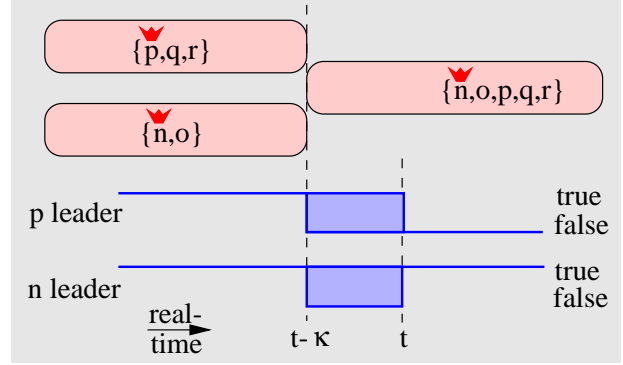 {p,q,r}
{n,o,p,q,r}
{n,o}
p leader
true
false
n leader
true
false
real-
time
t- κ
t